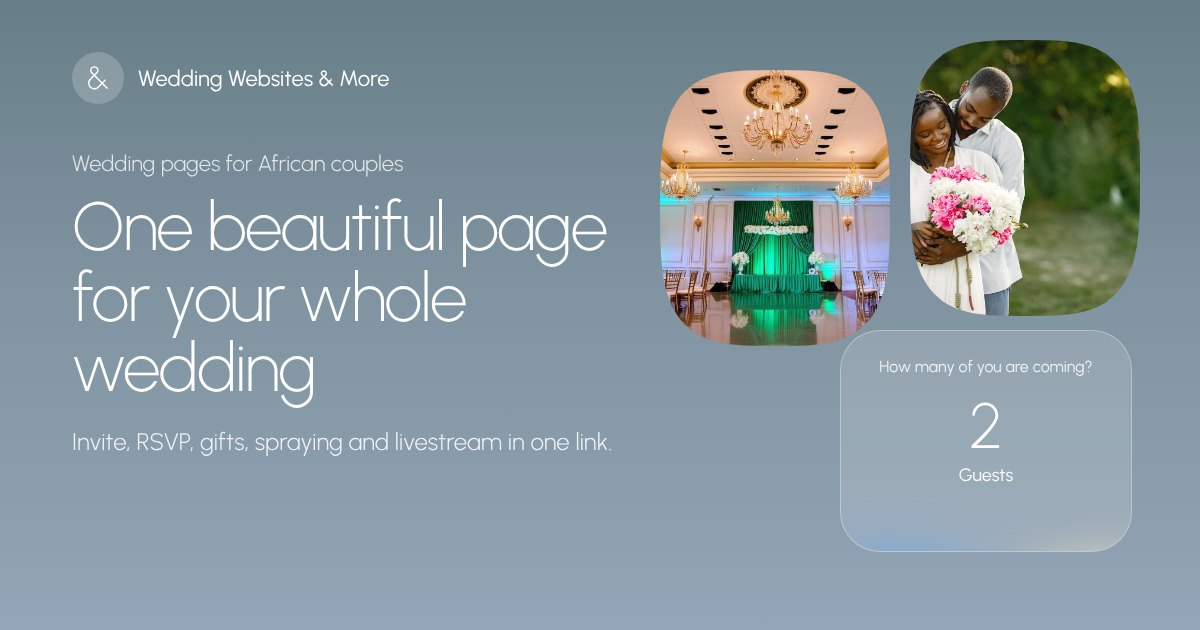 &
Wedding Websites & More
Wedding pages for African couples
One beautiful page
for your whole
wedding
Invite, RSVP, gifts, spraying and livestream in one link.
How many of you are coming?
2
Guests